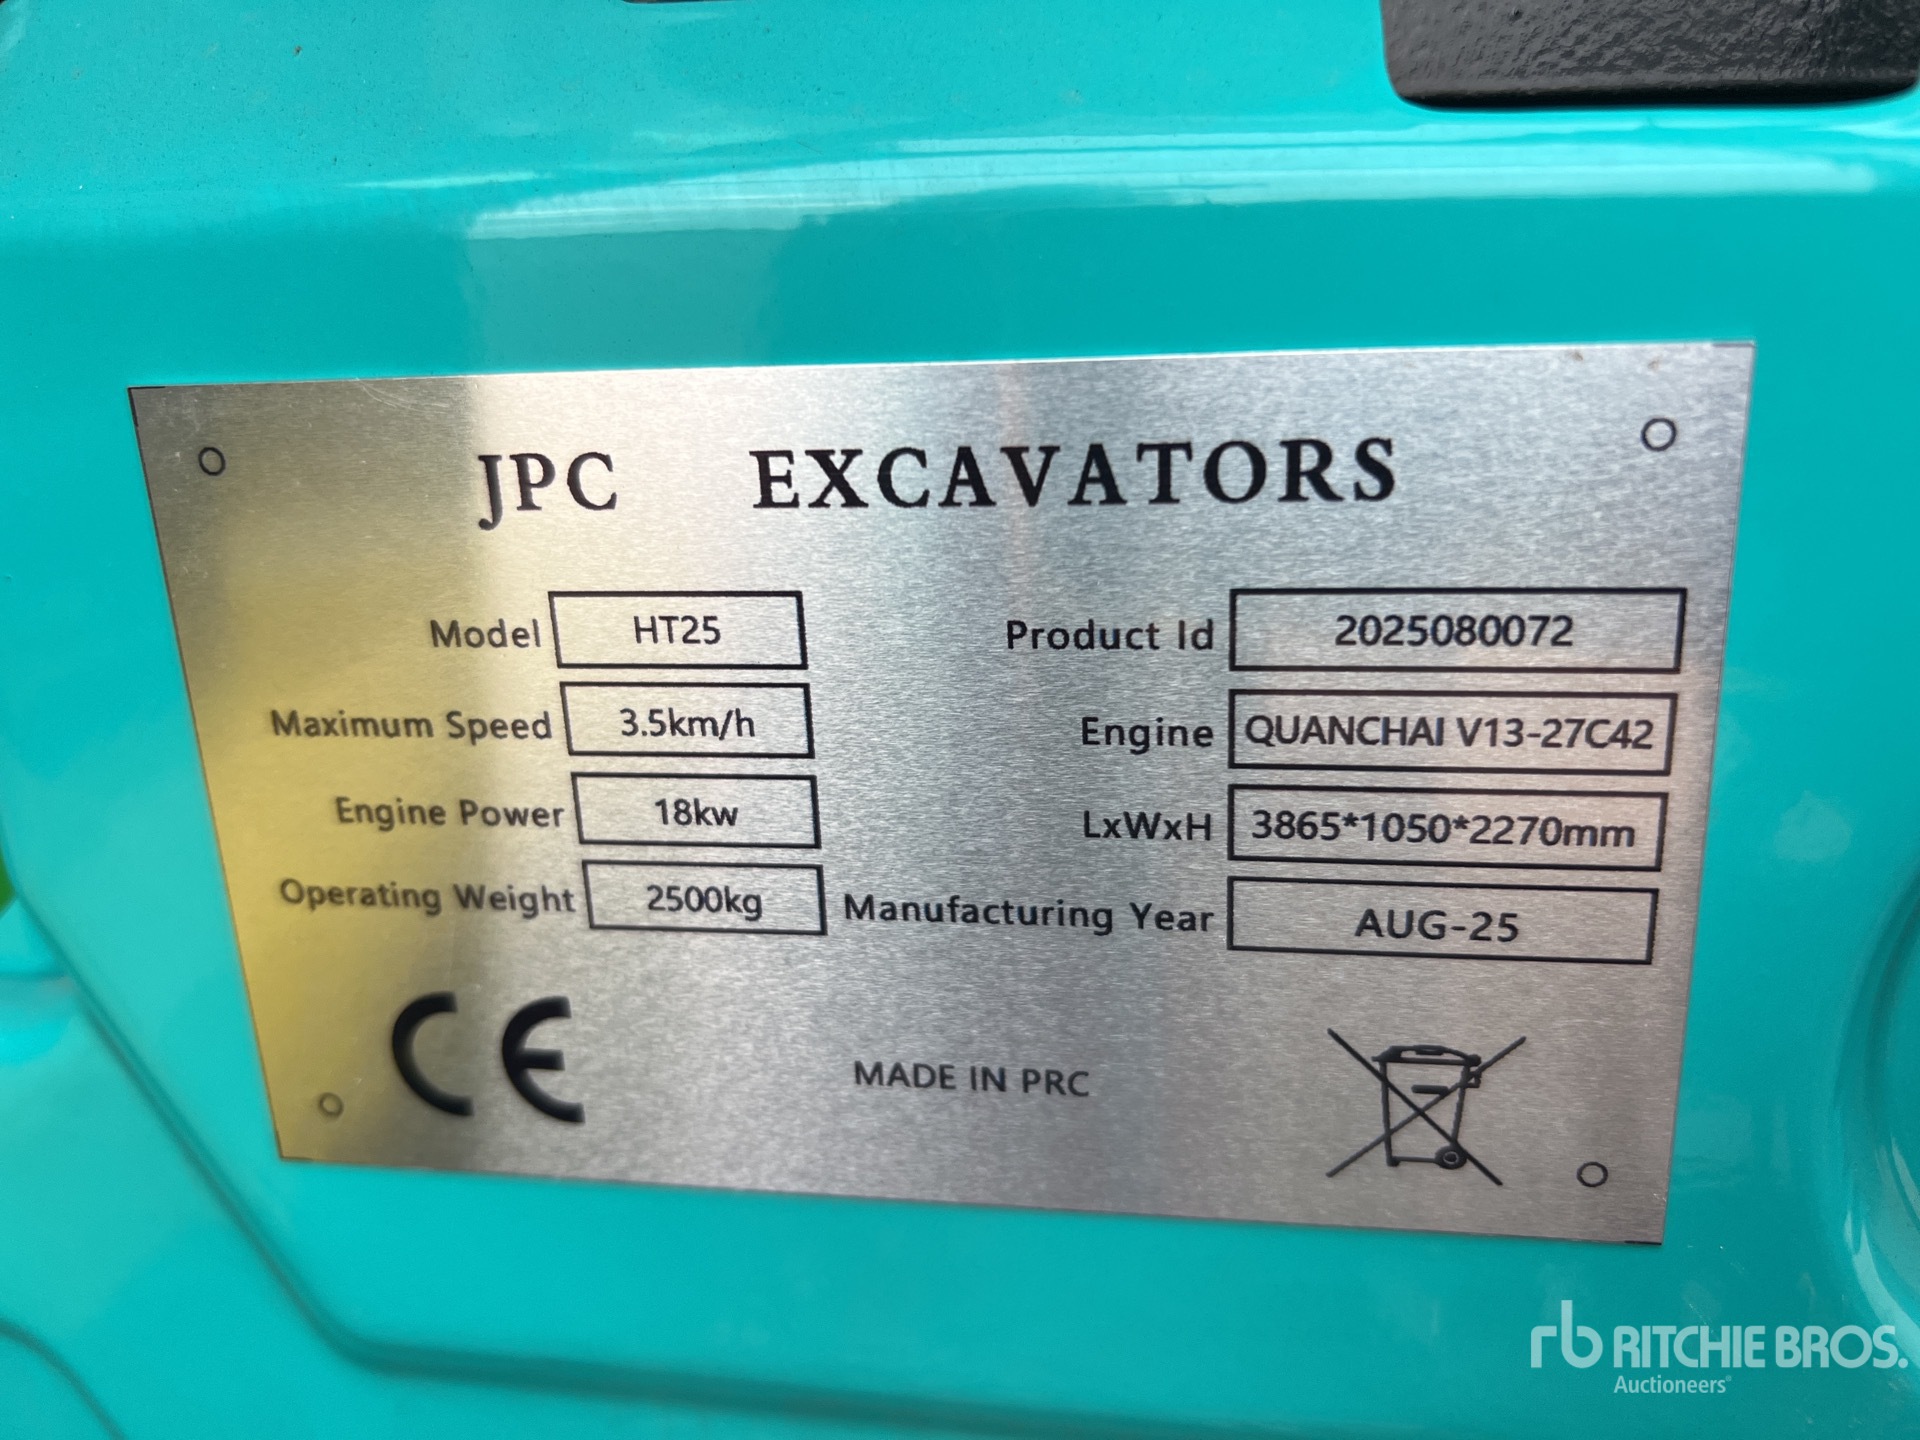 JPC EXCAVATORS
Model HT25 Product Id 2025080072
Maximum Speed 3.5km/h Engine QUANCHAI V13-27C42
Engine Power 18kw LxWxH 3865*1050*2270mm
Operating Weight 2500kg Manufacturing Year AUG-25
CE MADE IN PRC
rb RITCHIE BROS.
Auctioneers